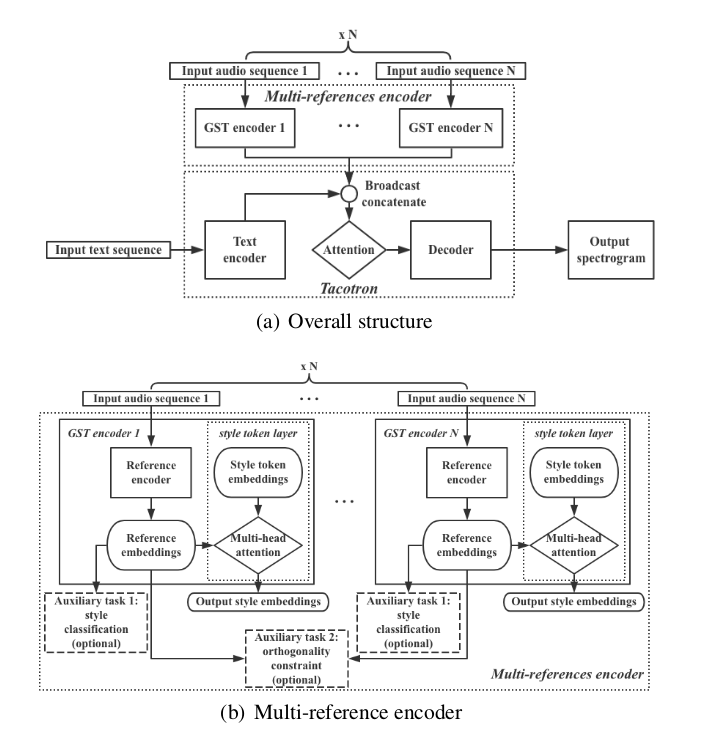 x N
Input audio sequence 1 ... Input audio sequence N
Multi-references encoder
GST encoder 1 ... GST encoder N
Broadcast
concatenate
Input text sequence
Text
encoder
Attention
Decoder
Output
spectrogram
Tacotron
(a) Overall structure
x N
Input audio sequence 1 ... Input audio sequence N
GST encoder 1
style token layer
Reference
encoder
Style token
embeddings
Reference
embeddings
Multi-head
attention
...
GST encoder N
style token layer
Reference
encoder
Style token
embeddings
Reference
embeddings
Multi-head
attention
Auxiliary task 1:
style
classification
(optional)
Output style embeddings
Auxiliary task 1:
style
classification
(optional)
Output style embeddings
Auxiliary task 2:
orthogonality
constraint
(optional)
Multi-references encoder
(b) Multi-reference encoder